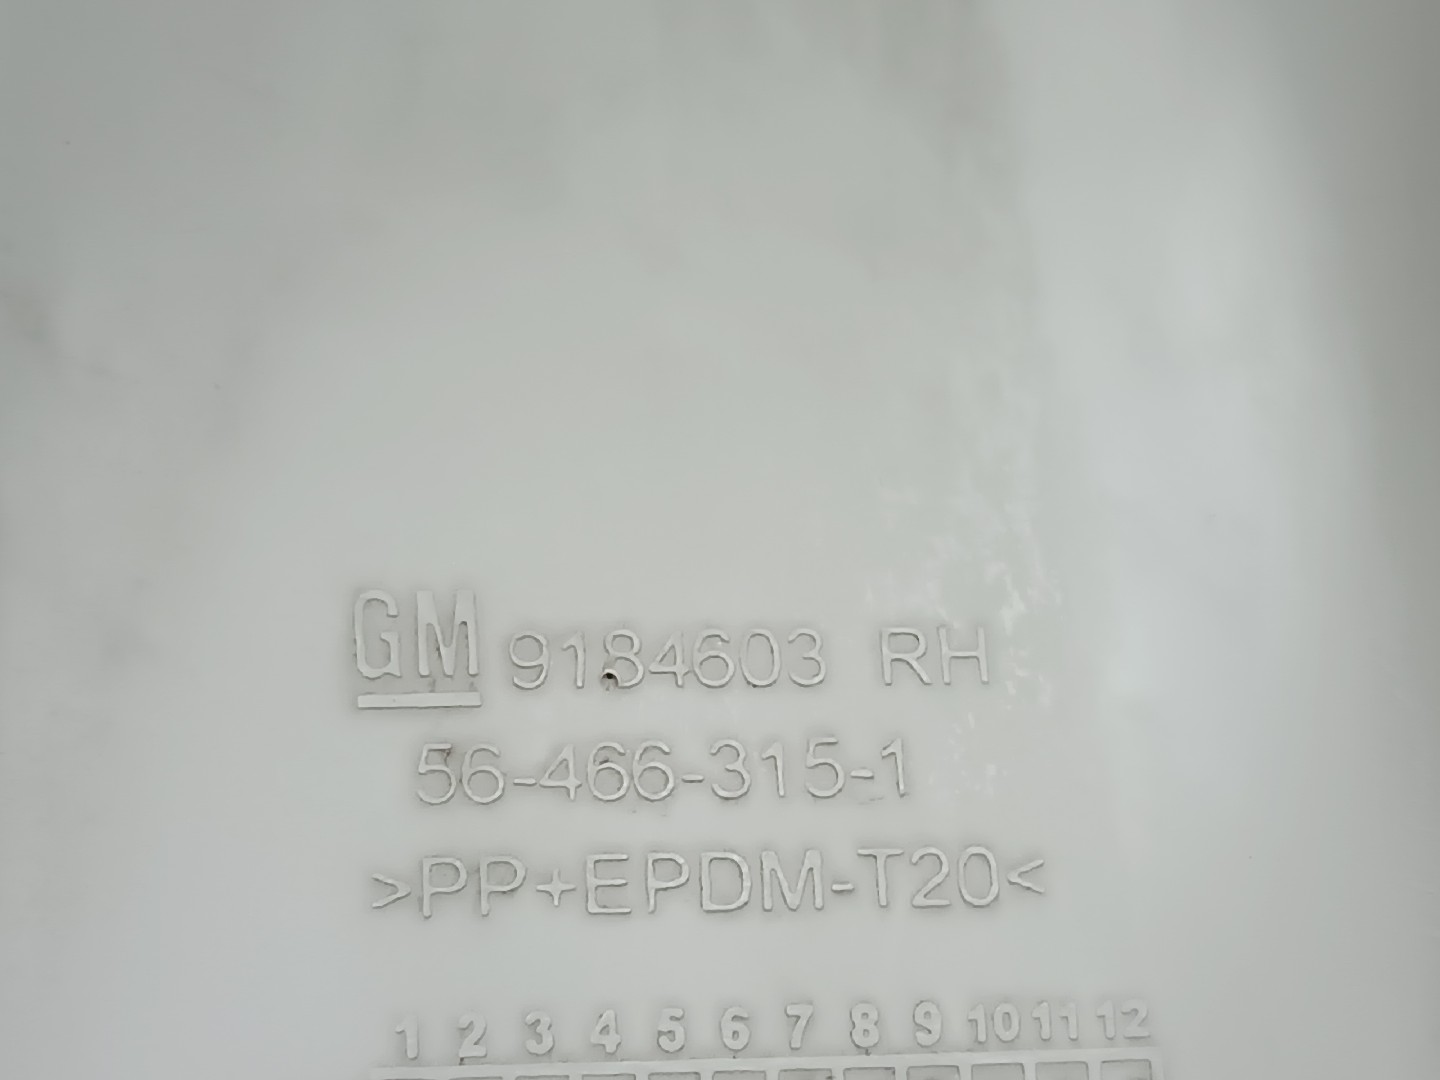 GM 9184603 RH
56-466-315-1
>PP+EPDM-T20<
1 2 3 4 5 6 7 8 9 10 11 12